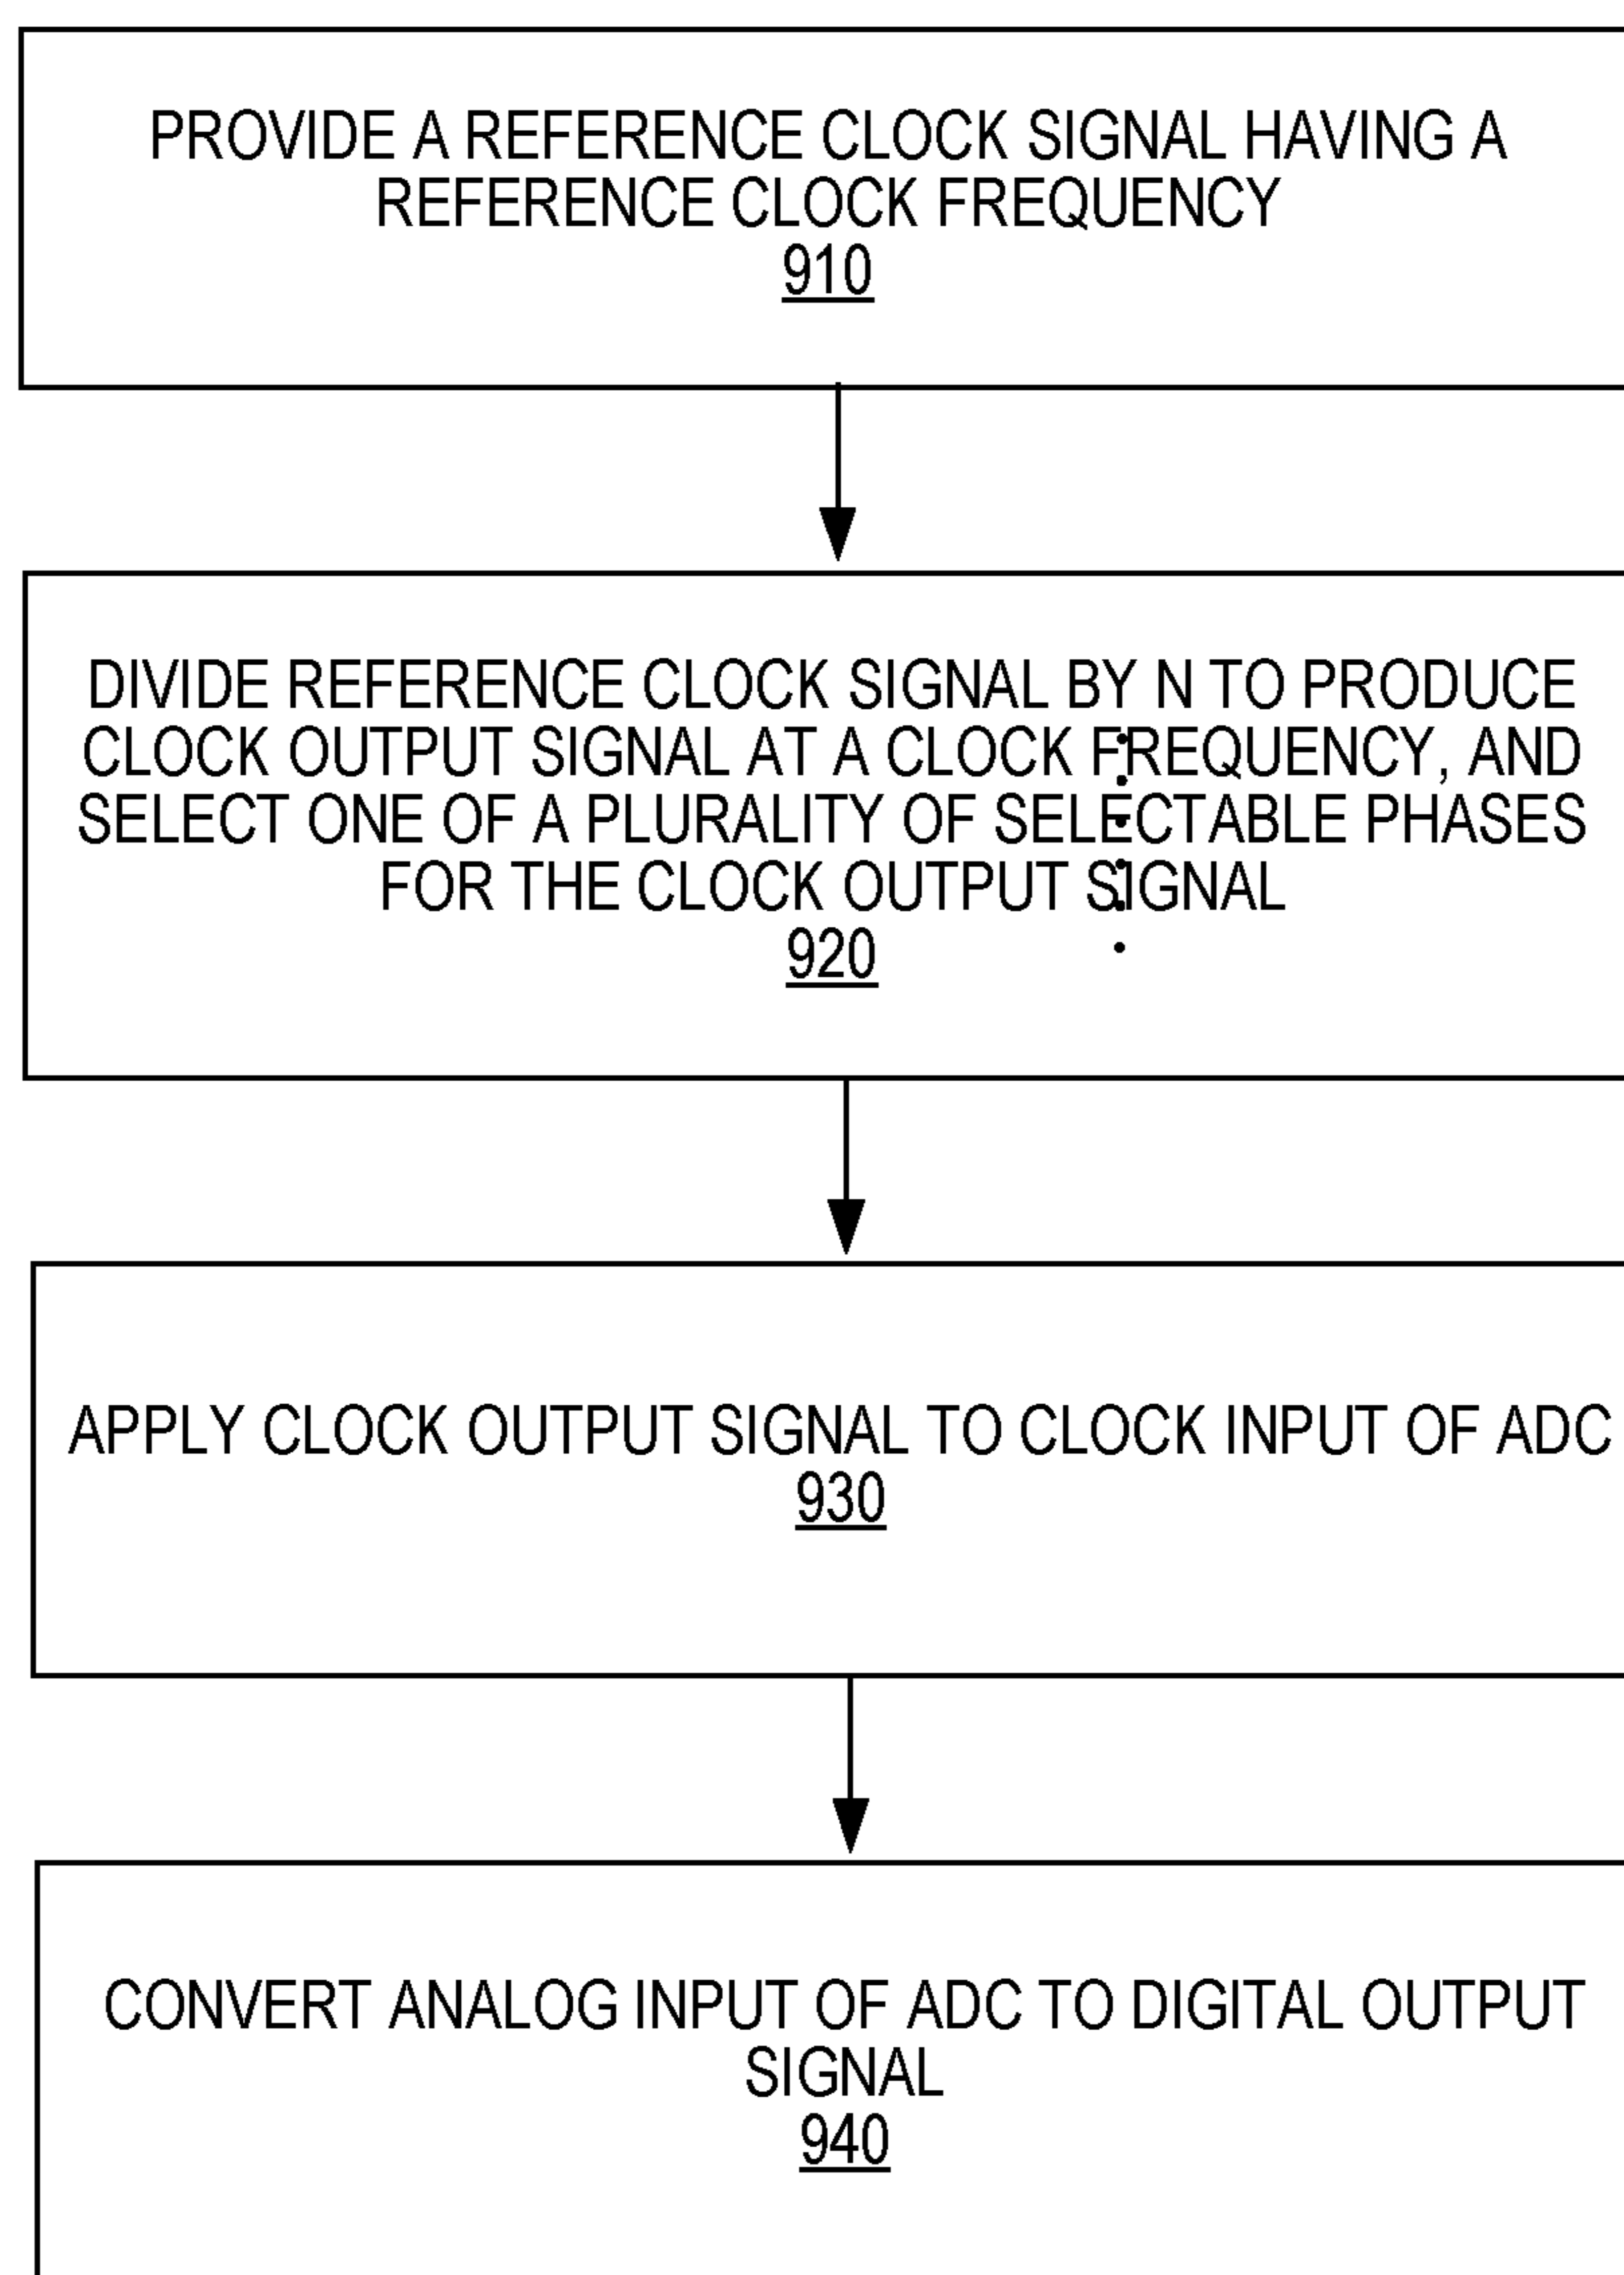 PROVIDE A REFERENCE CLOCK SIGNAL HAVING A
REFERENCE CLOCK FREQUENCY
910
DIVIDE REFERENCE CLOCK SIGNAL BY N TO PRODUCE
CLOCK OUTPUT SIGNAL AT A CLOCK FREQUENCY, AND
SELECT ONE OF A PLURALITY OF SELECTABLE PHASES
FOR THE CLOCK OUTPUT SIGNAL
920
APPLY CLOCK OUTPUT SIGNAL TO CLOCK INPUT OF ADC
930
CONVERT ANALOG INPUT OF ADC TO DIGITAL OUTPUT
SIGNAL
940